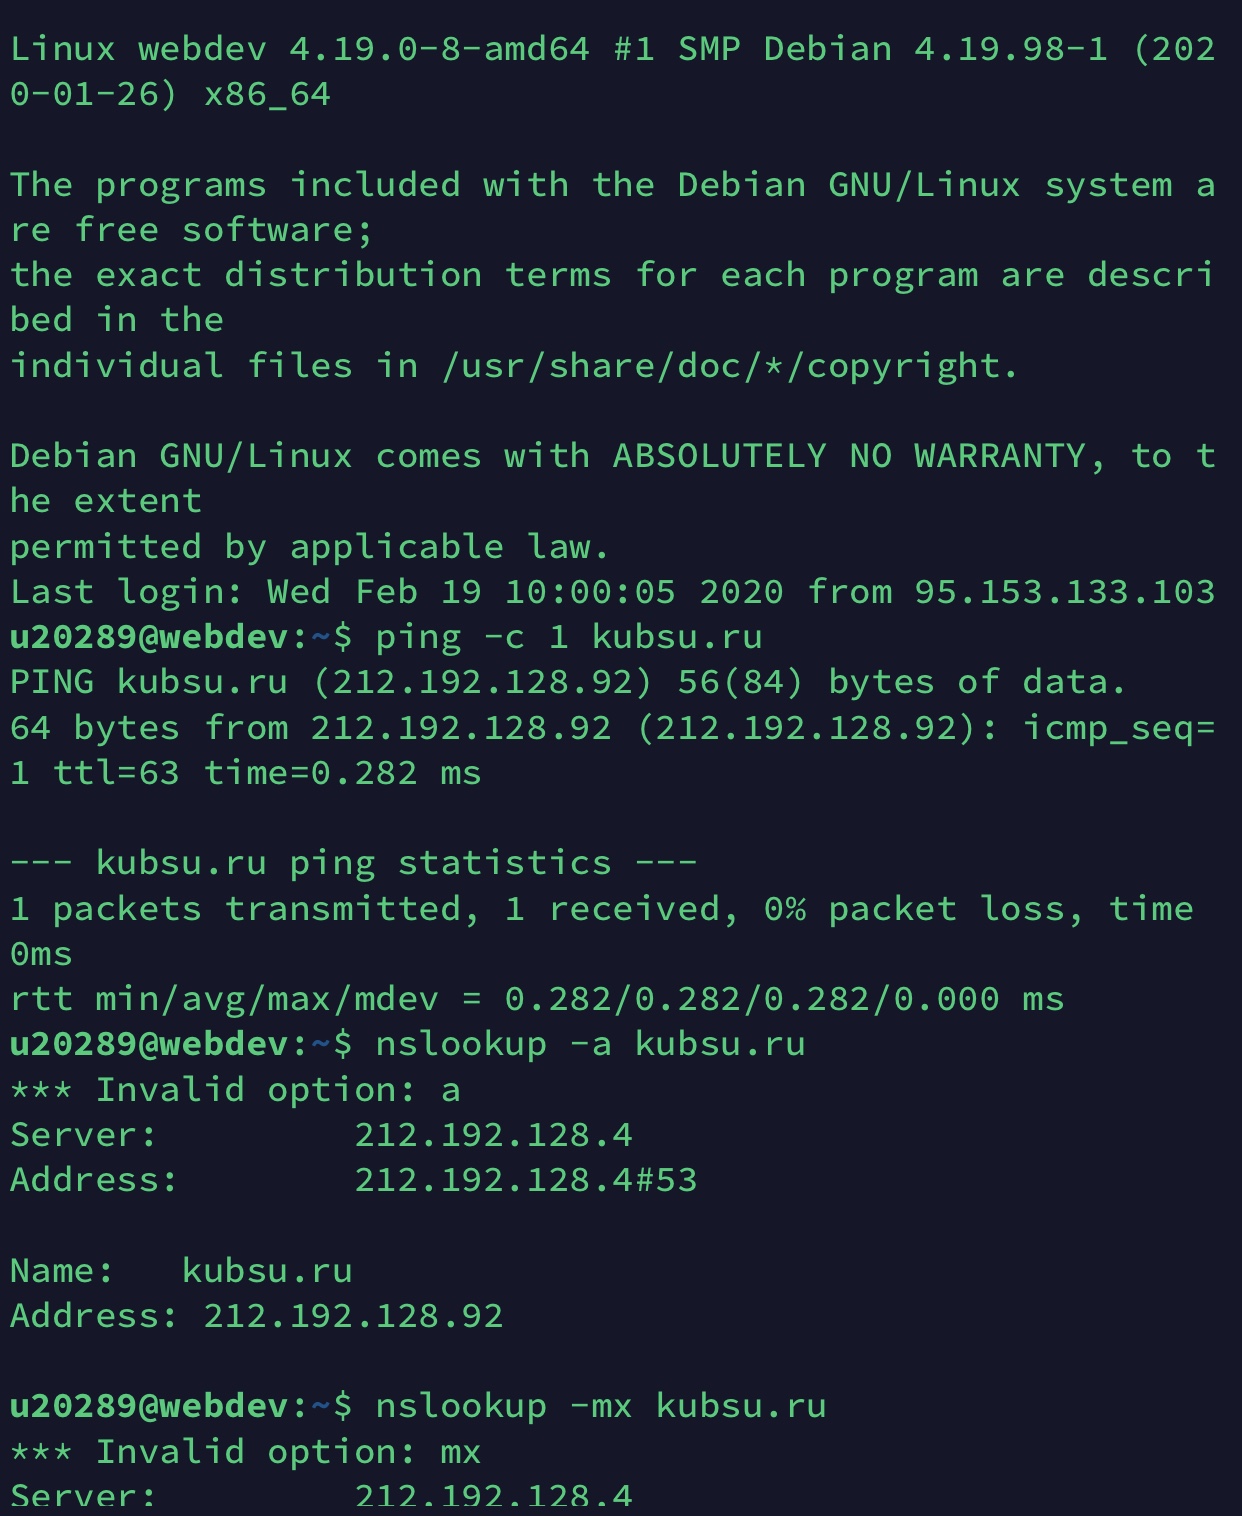 Linux webdev 4.19.0-8-amd64 #1 SMP Debian 4.19.98-1 (202
0-01-26) x86_64
The programs included with the Debian GNU/Linux system a
re free software;
the exact distribution terms for each program are descri
bed in the
individual files in /usr/share/doc/*/copyright.
Debian GNU/Linux comes with ABSOLUTELY NO WARRANTY, to t
he extent
permitted by applicable law.
Last login: Wed Feb 19 10:00:05 2020 from 95.153.133.103
u20289@webdev:~$ ping -c 1 kubsu.ru
PING kubsu.ru (212.192.128.92) 56(84) bytes of data.
64 bytes from 212.192.128.92 (212.192.128.92): icmp_seq=
1 ttl=63 time=0.282 ms
--- kubsu.ru ping statistics ---
1 packets transmitted, 1 received, 0% packet loss, time
0ms
rtt min/avg/max/mdev = 0.282/0.282/0.282/0.000 ms
u20289@webdev:~$ nslookup -a kubsu.ru
*** Invalid option: a
Server:         212.192.128.4
Address:        212.192.128.4#53
Name:   kubsu.ru
Address: 212.192.128.92
u20289@webdev:~$ nslookup -mx kubsu.ru
*** Invalid option: mx
Server:         212.192.128.4